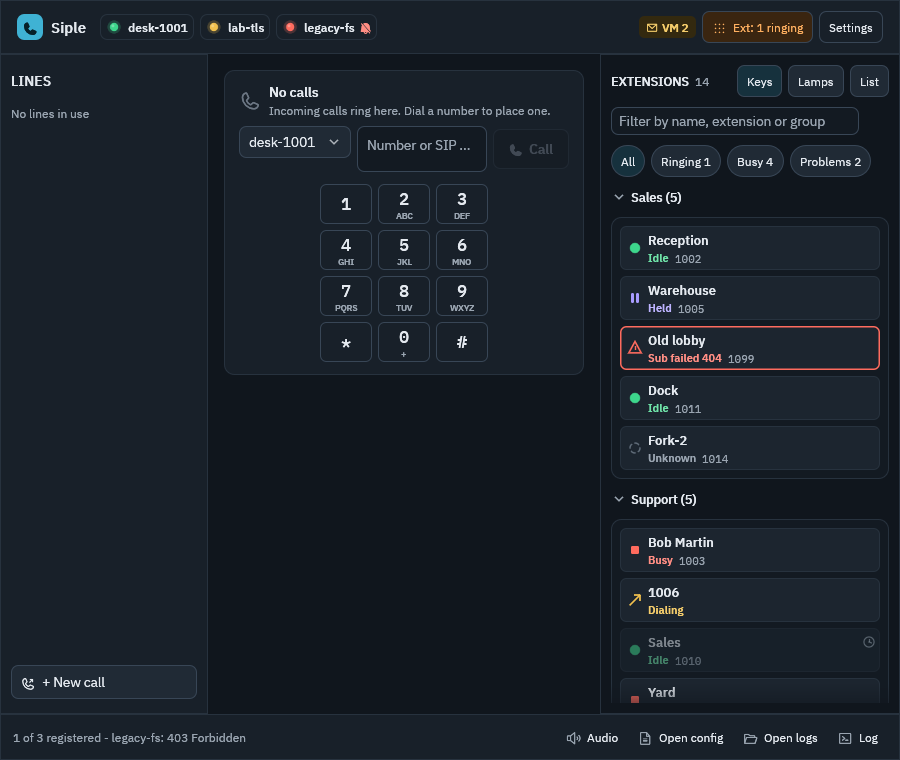 Siple
desk-1001
lab-tls
legacy-fs
VM 2
Ext: 1 ringing
Settings
LINES
No lines in use
+ New call
No calls
Incoming calls ring here. Dial a number to place one.
desk-1001
Number or SIP ...
Call
1
2
ABC
3
DEF
4
GHI
5
JKL
6
MNO
7
PQRS
8
TUV
9
WXYZ
*
0
+
#
EXTENSIONS 14
Keys
Lamps
List
Filter by name, extension or group
All
Ringing 1
Busy 4
Problems 2
Sales (5)
Reception
Idle 1002
Warehouse
Held 1005
Old lobby
Sub failed 404 1099
Dock
Idle 1011
Fork-2
Unknown 1014
Support (5)
Bob Martin
Busy 1003
1006
Dialing
Sales
Idle 1010
Yard
1 of 3 registered - legacy-fs: 403 Forbidden
Audio
Open config
Open logs
Log